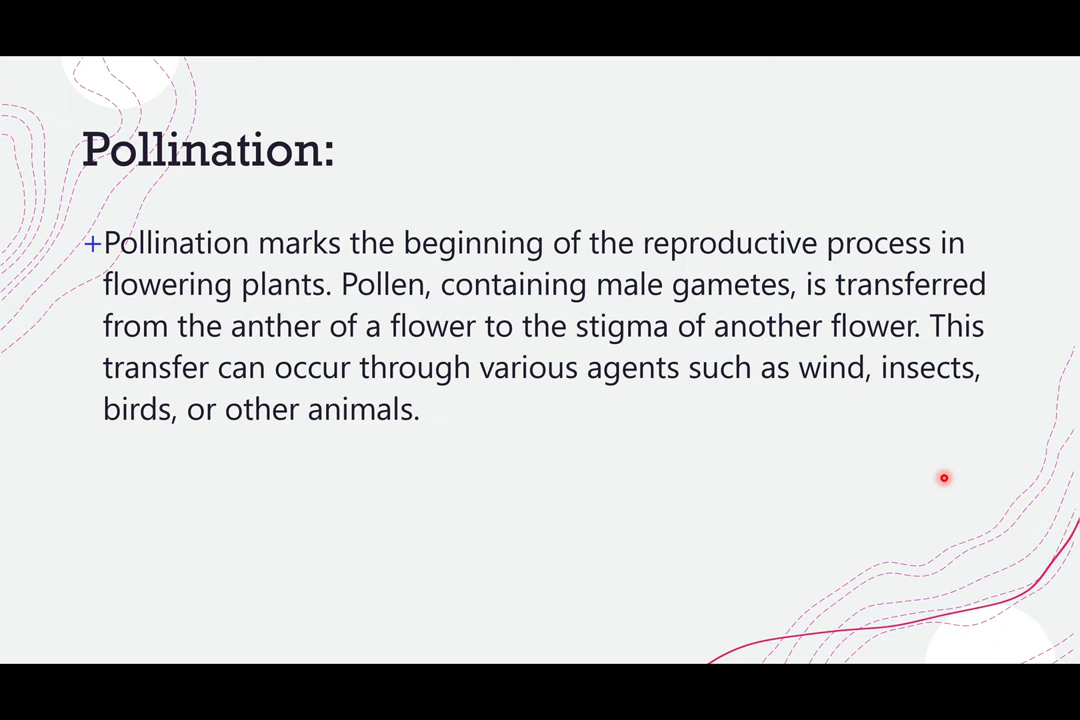 Pollination:
+Pollination marks the beginning of the reproductive process in
flowering plants. Pollen, containing male gametes, is transferred
from the anther of a flower to the stigma of another flower. This
transfer can occur through various agents such as wind, insects,
birds, or other animals.